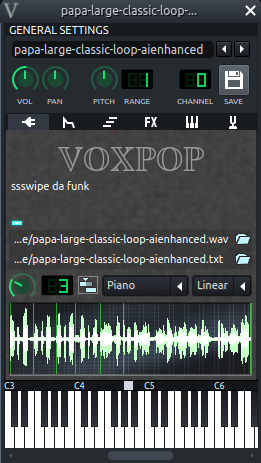 V papa-large-classic-loop-...
GENERAL SETTINGS
papa-large-classic-loop-aienhanced
1 0
VOL PAN PITCH RANGE CHANNEL SAVE
FX
VOXPOP
ssswipe da funk
...e/papa-large-classic-loop-aienhanced.wav
...e/papa-large-classic-loop-aienhanced.txt
3 Piano Linear
C3 C4 C5 C6